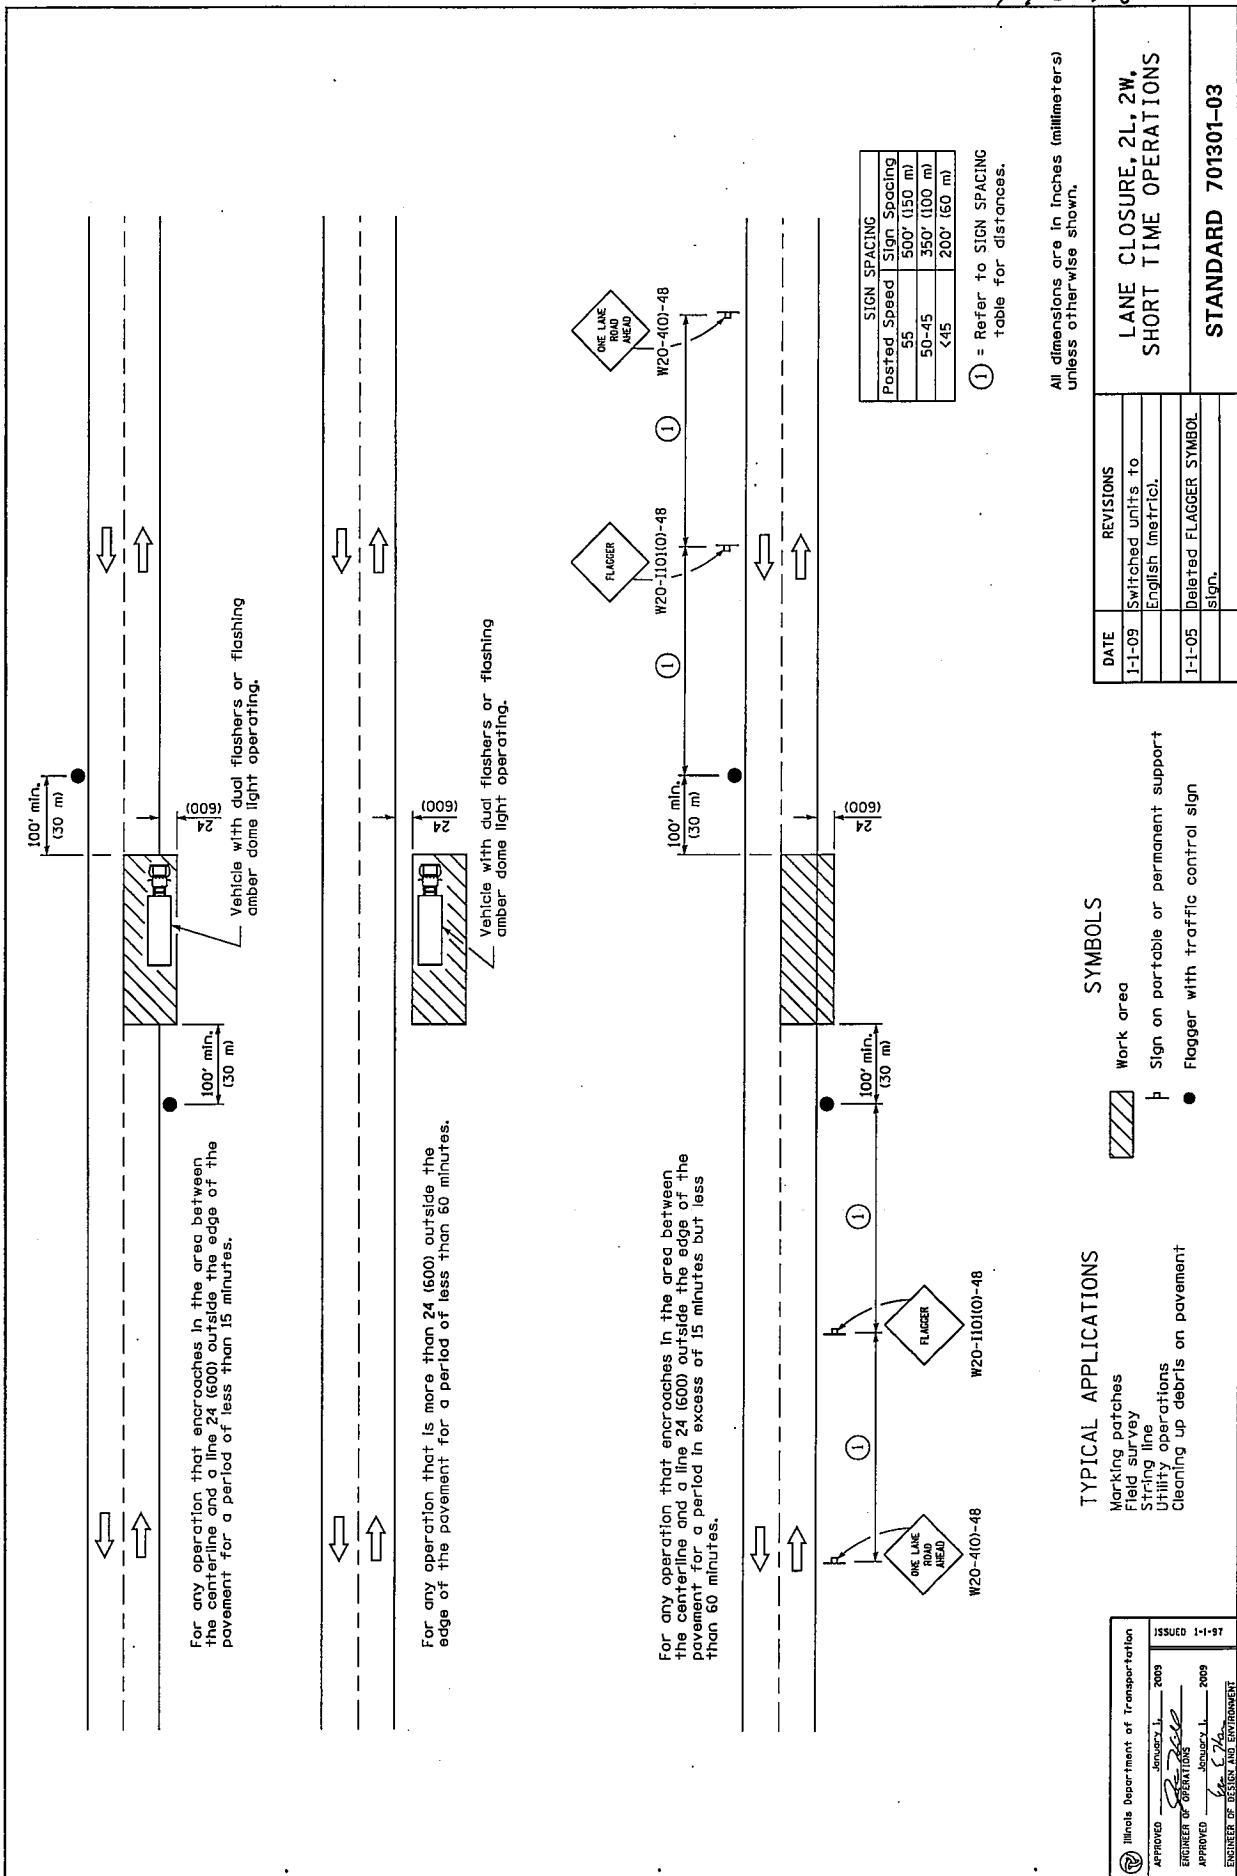 100' min.
(30 m)
24
(600)
Vehicle with dual flashers or flashing
amber dome light operating.
100' min.
(30 m)
For any operation that encroaches in the area between
the centerline and a line 24 (600) outside the edge of the
pavement for a period of less than 15 minutes.
24
(600)
Vehicle with dual flashers or flashing
amber dome light operating.
For any operation that is more than 24 (600) outside the
edge of the pavement for a period of less than 60 minutes.
ONE LANE
ROAD
AHEAD
W20-4(O)-48
FLAGGER
W20-I101(O)-48
1
1
100' min.
(30 m)
24
(600)
100' min.
(30 m)
For any operation that encroaches in the area between
the centerline and a line 24 (600) outside the edge of the
pavement for a period in excess of 15 minutes but less
than 60 minutes.
1
1
FLAGGER
W20-I101(O)-48
ONE LANE
ROAD
AHEAD
W20-4(O)-48
SIGN SPACING
Posted Speed Sign Spacing
55 500' (150 m)
50-45 350' (100 m)
<45 200' (60 m)
1 = Refer to SIGN SPACING
table for distances.
TYPICAL APPLICATIONS
Marking patches
Field survey
String line
Utility operations
Cleaning up debris on pavement
SYMBOLS
Work area
Sign on portable or permanent support
Flagger with traffic control sign
All dimensions are in inches (millimeters)
unless otherwise shown.
Illinois Department of Transportation
APPROVED January 1, 2009
ENGINEER OF OPERATIONS
APPROVED January 1, 2009
ENGINEER OF DESIGN AND ENVIRONMENT
ISSUED 1-1-97
DATE REVISIONS
1-1-09 Switched units to
English (metric).
1-1-05 Deleted FLAGGER SYMBOL
sign.
LANE CLOSURE, 2L, 2W,
SHORT TIME OPERATIONS
STANDARD 701301-03